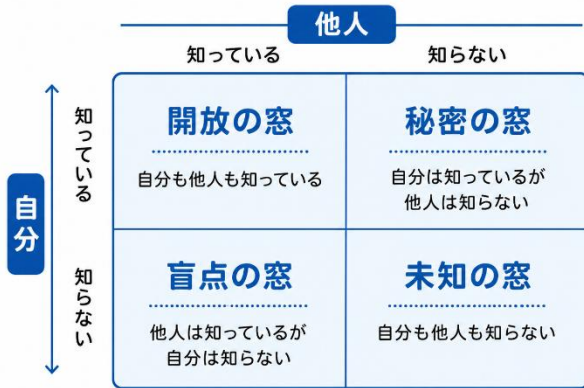 他人
知っている
知らない
自分
知っている
開放の窓
自分も他人も知っている
秘密の窓
自分は知っているが
他人は知らない
知らない
盲点の窓
他人は知っているが
自分は知らない
未知の窓
自分も他人も知らない